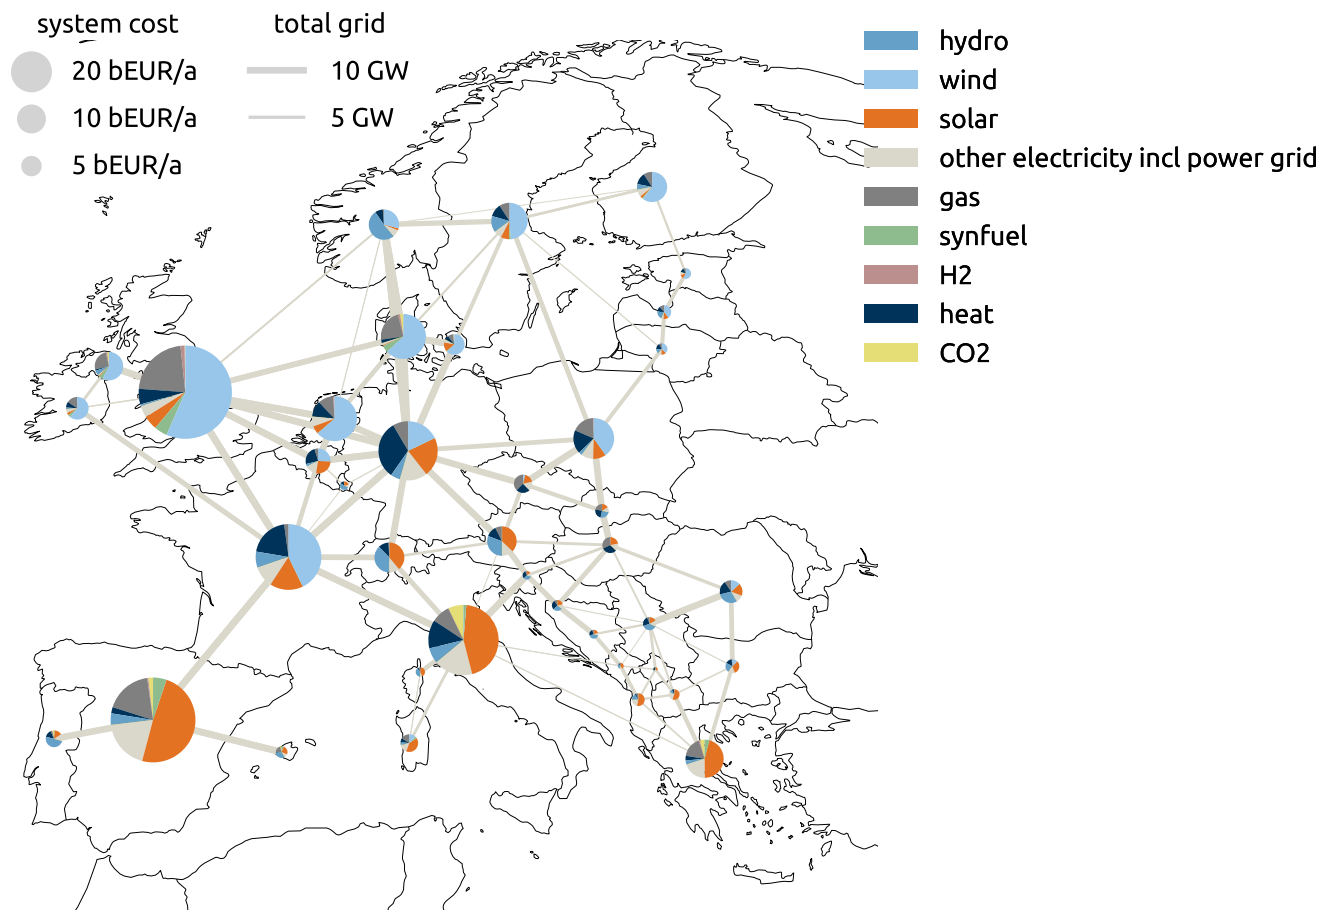 system cost
total grid
20 bEUR/a
10 GW
10 bEUR/a
5 GW
5 bEUR/a
hydro
wind
solar
other electricity incl power grid
gas
synfuel
H2
heat
CO2